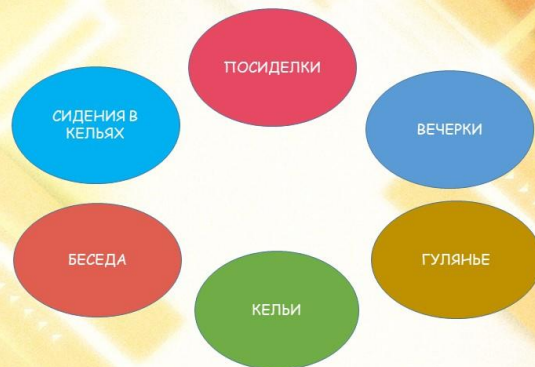 ПОСИДЕЛКИ
СИДЕНИЯ В
КЕЛЬЯХ
ВЕЧЕРКИ
БЕСЕДА
ГУЛЯНЬЕ
КЕЛЬИ